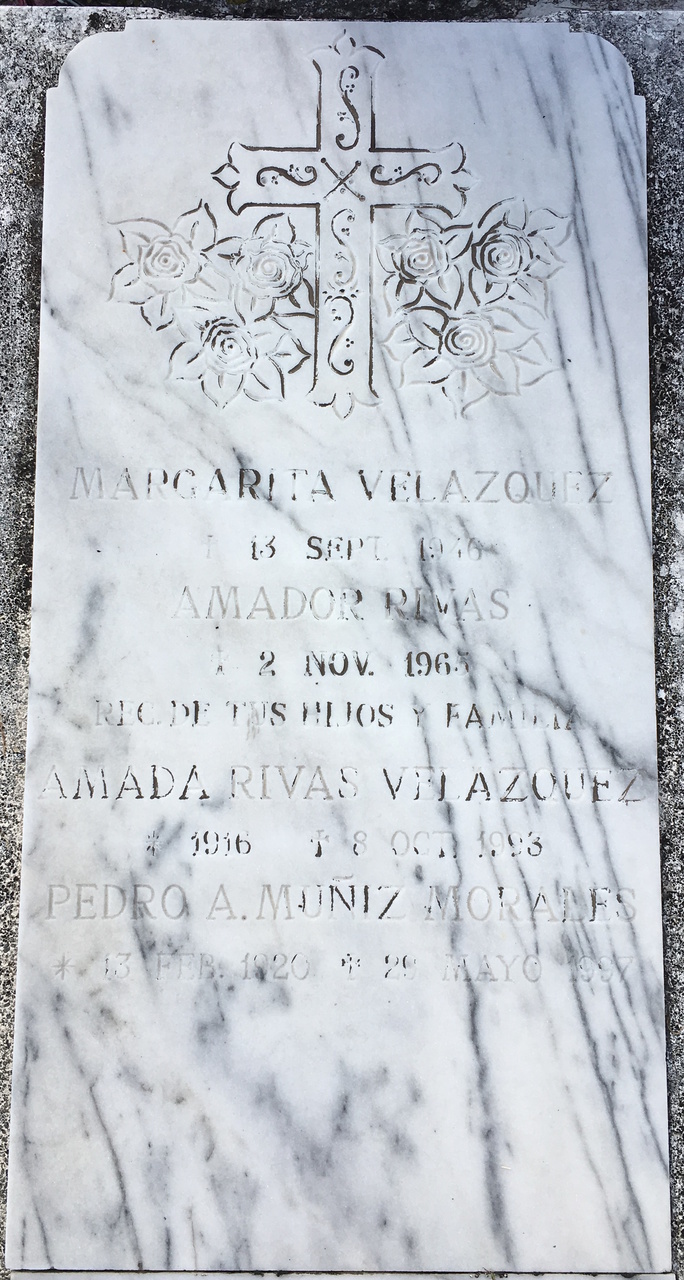 MARGARITA VELAZQUEZ
✝ 13 SEPT. 1946
AMADOR RIVAS
✝ 2 NOV. 1965
REC. DE TUS HIJOS Y FAMILIA
AMADA RIVAS VELAZQUEZ
* 1916 ✝ 8 OCT. 1993
PEDRO A. MUÑIZ MORALES
* 13 FEB. 1920 ✝ 29 MAYO 1997